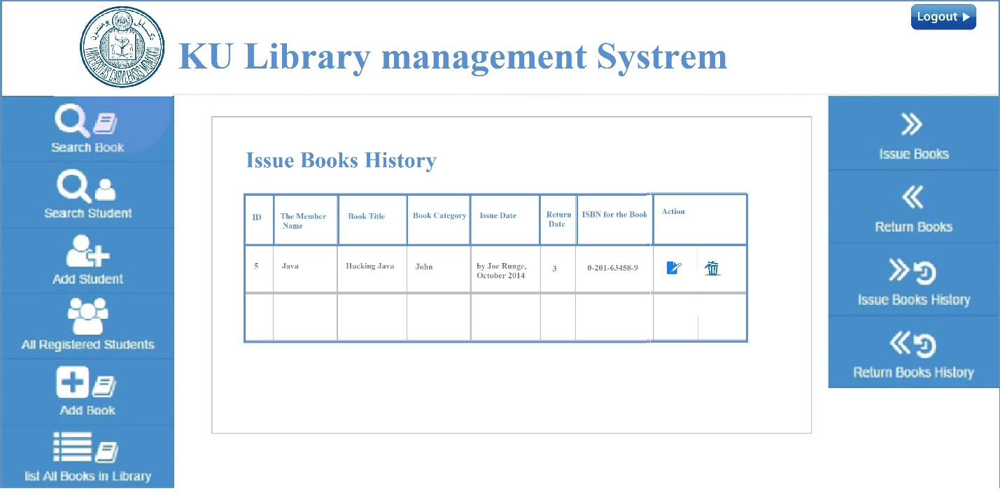 Logout
KU Library management Systrem
Search Book
Search Student
Add Student
All Registered Students
Add Book
list All Books in Library
Issue Books History
ID The Member Name Book Title Book Category Issue Date Return Date ISBN for the Book Action
5 Java Hacking Java John by Joe Runge, October 2014 3 0-201-63458-9
Issue Books
Return Books
Issue Books History
Return Books History